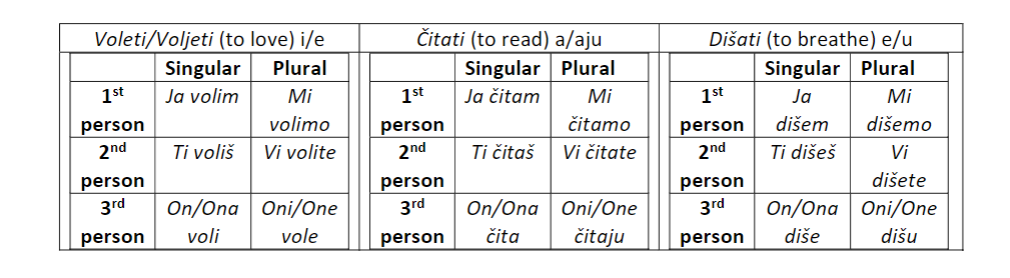 Voleti/Voljeti (to love) i/e Čitati (to read) a/aju Dišati (to breathe) e/u
Singular Plural Singular Plural Singular Plural
1st Ja volim Mi 1st Ja čitam Mi 1st Ja Mi
person volimo person čitamo person dišem dišemo
2nd Ti voliš Vi volite 2nd Ti čitaš Vi čitate 2nd Ti dišeš Vi
person person person dišete
3rd On/Ona Oni/One 3rd On/Ona Oni/One 3rd On/Ona Oni/One
person voli vole person čita čitaju person diše dišu